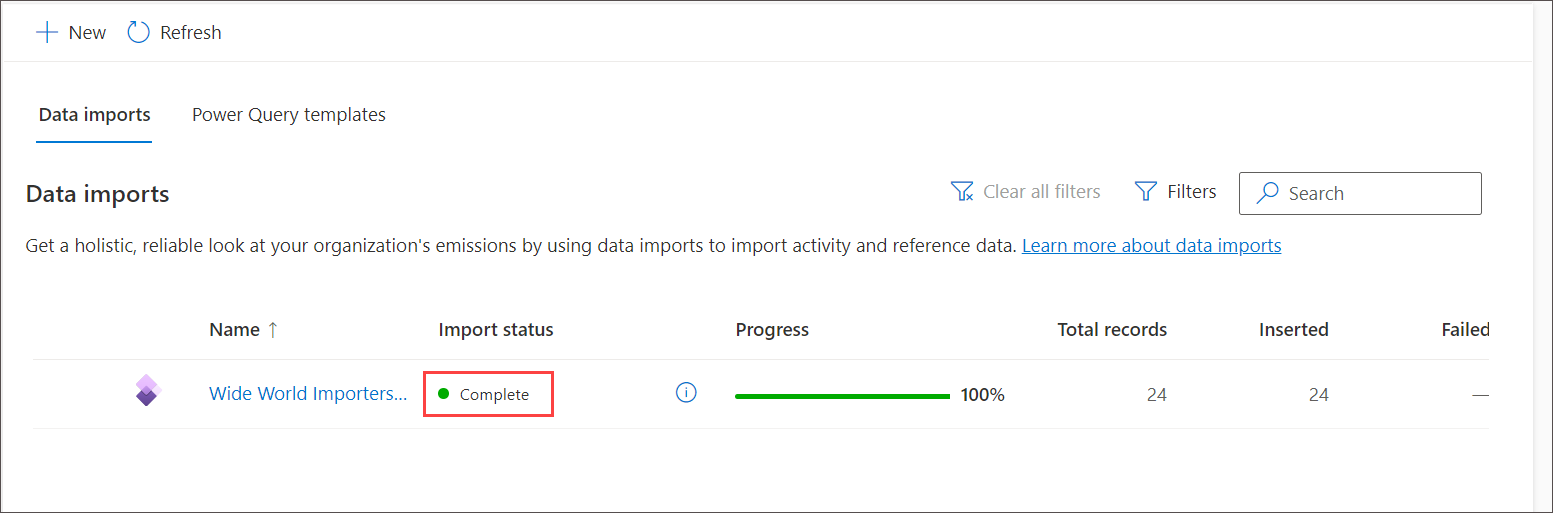 New Refresh
Data imports Power Query templates
Data imports Clear all filters Filters Search
Get a holistic, reliable look at your organization's emissions by using data imports to import activity and reference data. Learn more about data imports
Name ↑ Import status Progress Total records Inserted Failed
Wide World Importers... Complete 100% 24 24 —